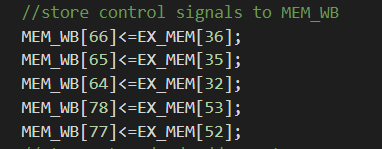 //store control signals to MEM_WB
MEM_WB[66]<=EX_MEM[36];
MEM_WB[65]<=EX_MEM[35];
MEM_WB[64]<=EX_MEM[32];
MEM_WB[78]<=EX_MEM[53];
MEM_WB[77]<=EX_MEM[52];